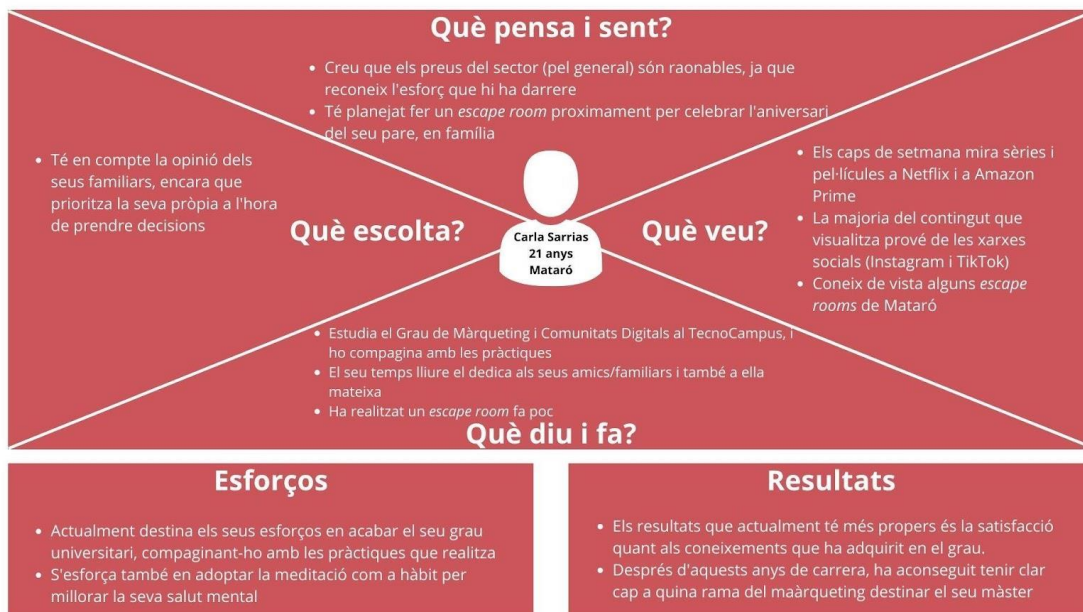 Què pensa i sent?
• Creu que els preus del sector (pel general) són raonables, ja que
reconeix l'esforç que hi ha darrere
• Té planejat fer un escape room proximament per celebrar l'aniversari
del seu pare, en família
• Té en compte la opinió dels
seus familiars, encara que
prioritza la seva pròpia a l'hora
de prendre decisions
Què escolta?
Carla Sarrias
21 anys
Mataró
Què veu?
• Els caps de setmana mira sèries i
pel·lícules a Netflix i a Amazon
Prime
• La majoria del contingut que
visualitza prové de les xarxes
socials (Instagram i TikTok)
• Coneix de vista alguns escape
rooms de Mataró
• Estudia el Grau de Màrqueting i Comunitats Digitals al TecnoCampus, i
ho compagina amb les pràctiques
• El seu temps lliure el dedica als seus amics/familiars i també a ella
mateixa
• Ha realitzat un escape room fa poc
Què diu i fa?
Esforços
• Actualment destina els seus esforços en acabar el seu grau
universitari, compaginant-ho amb les pràctiques que realitza
• S'esforça també en adoptar la meditació com a hàbit per
millorar la seva salut mental
Resultats
• Els resultats que actualment té més propers és la satisfacció
quant als coneixements que ha adquirit en el grau.
• Després d'aquests anys de carrera, ha aconseguit tenir clar
cap a quina rama del maàrqueting destinar el seu màster